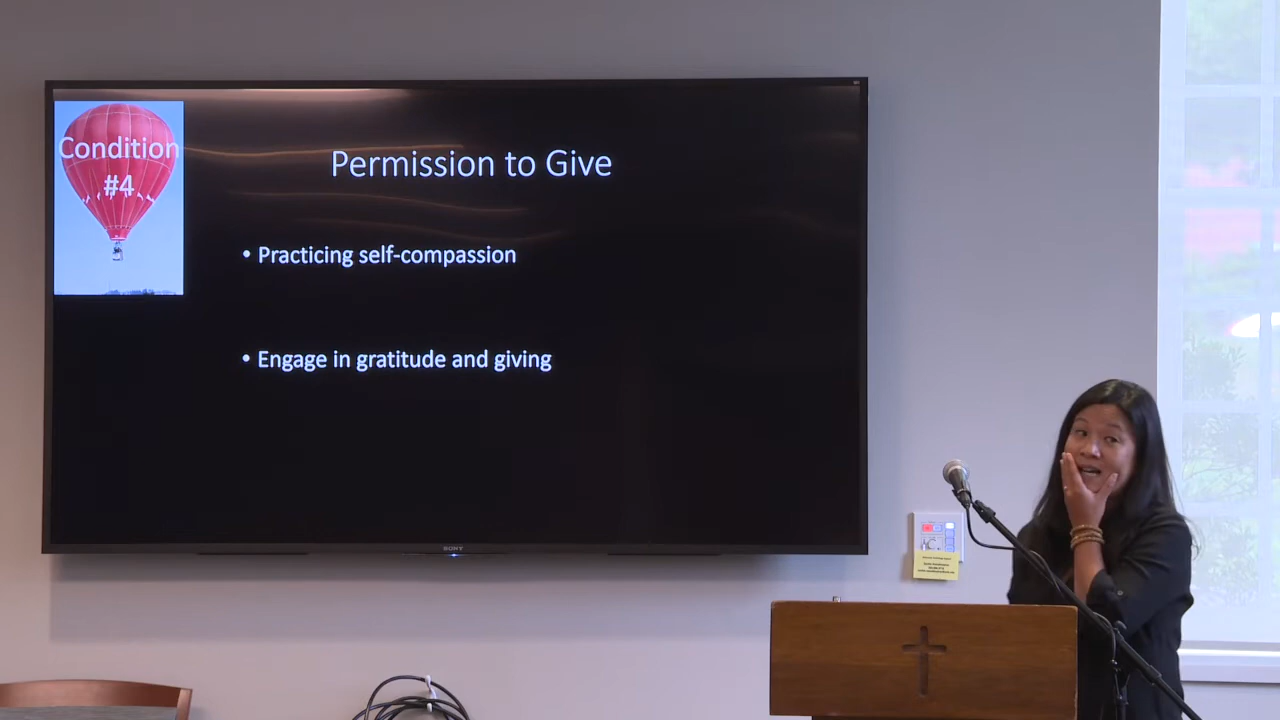 Condition
#4
Permission to Give
• Practicing self-compassion
• Engage in gratitude and giving
SONY